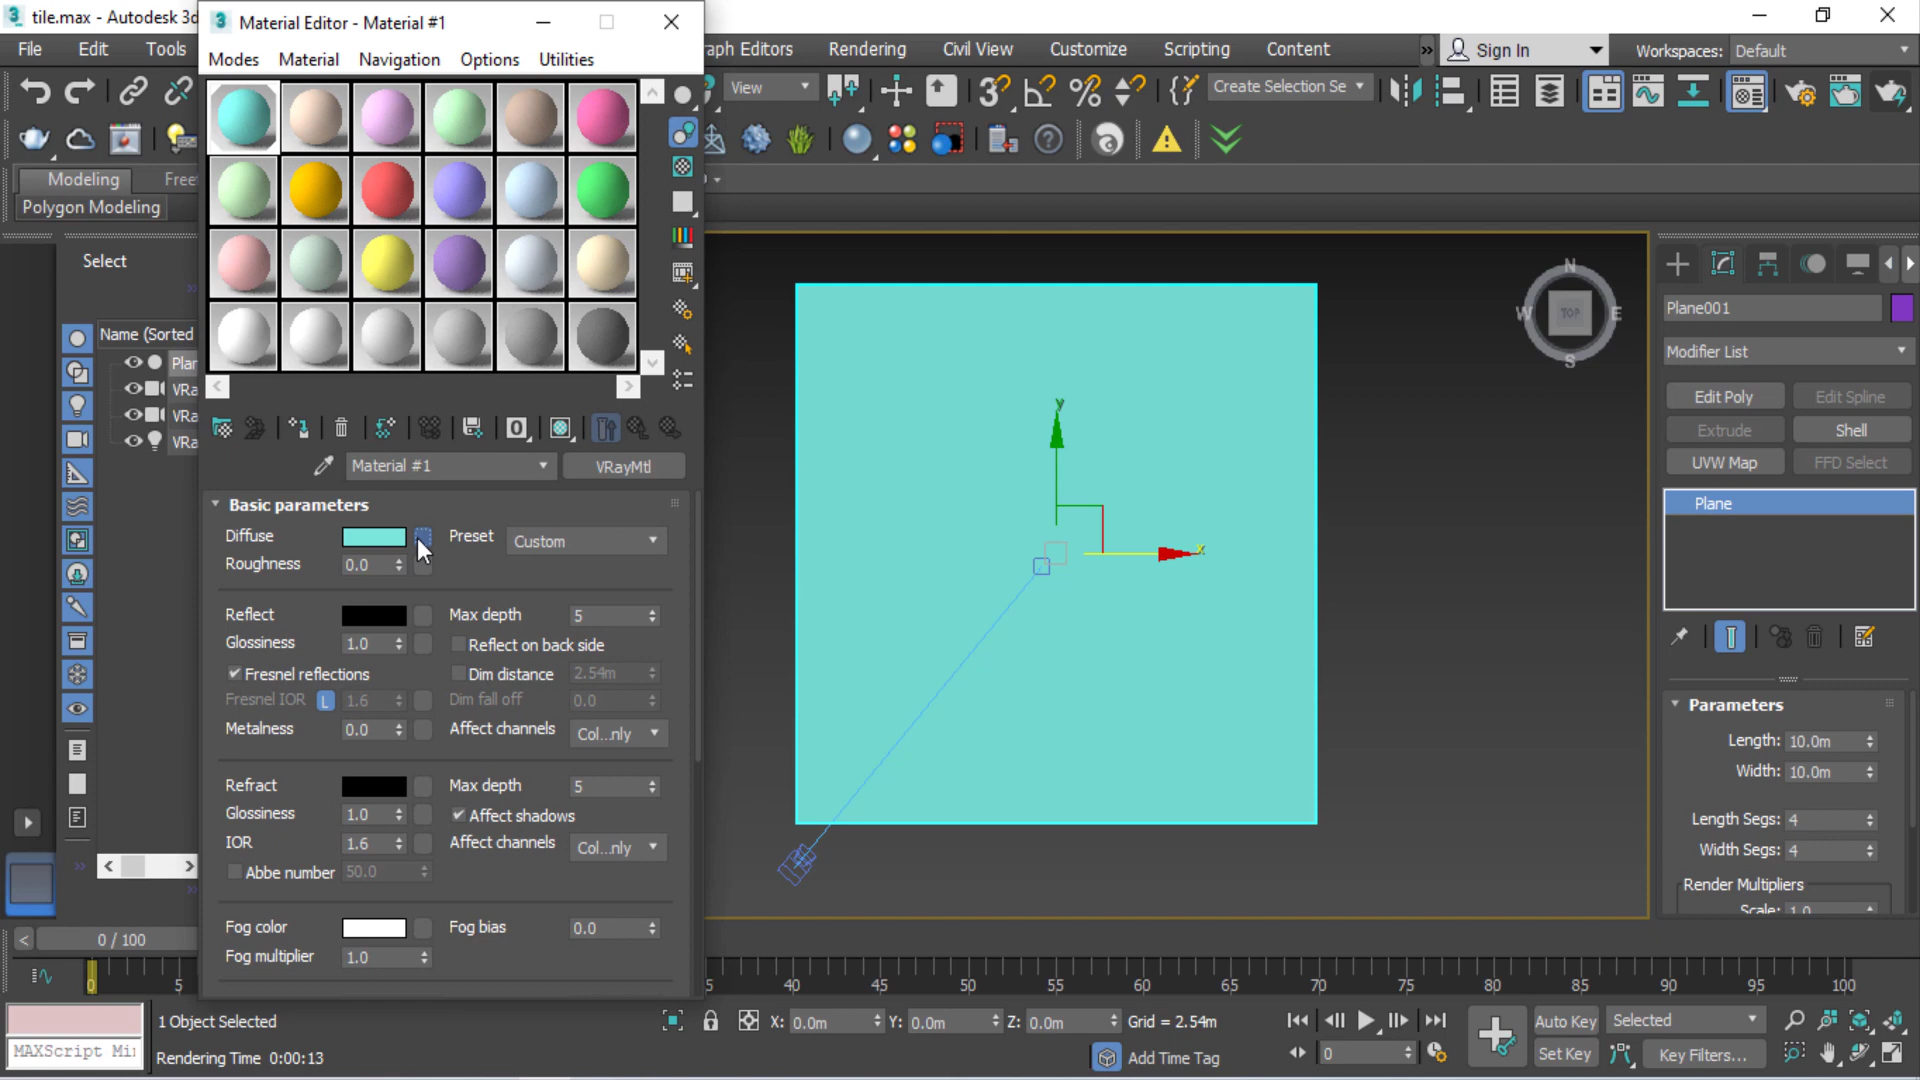 tile.max - Autodesk 3d
Material Editor - Material #1
File Edit Tools
Modes Material Navigation Options Utilities
raph Editors Rendering Civil View Customize Scripting Content
Sign In
Workspaces: Default
View
Create Selection Se
Modeling
Free
Polygon Modeling
Select
Name (Sorted
Plan
VRa
VRa
VRa
Material #1
VRayMtl
Basic parameters
Diffuse
Preset Custom
Roughness 0.0
Reflect
Max depth 5
Glossiness 1.0
Reflect on back side
Fresnel reflections
Dim distance 2.54m
Fresnel IOR L 1.6
Dim fall off 0.0
Metalness 0.0
Affect channels Col...nly
Refract
Max depth 5
Glossiness 1.0
Affect shadows
IOR 1.6
Affect channels Col...nly
Abbe number 50.0
Fog color
Fog bias 0.0
Fog multiplier 1.0
y
x
N
W TOP E
S
Plane001
Modifier List
Edit Poly Edit Spline
Extrude Shell
UVW Map FFD Select
Plane
Parameters
Length: 10.0m
Width: 10.0m
Length Segs: 4
Width Segs: 4
Render Multipliers
Scale: 1.0
0 / 100
0 5 35 40 45 50 55 60 65 70 75 80 85 90 95 100
1 Object Selected
X: 0.0m Y: 0.0m Z: 0.0m Grid = 2.54m
Auto Key Selected
MAXScript Mi
Rendering Time 0:00:13
Add Time Tag
0
Set Key Key Filters...